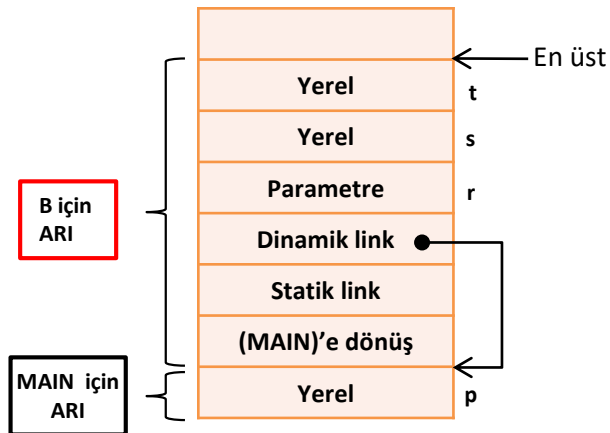 En üst
Yerel t
Yerel s
Parametre r
B için
ARI
Dinamik link
Statik link
(MAIN)’e dönüş
MAIN için
ARI
Yerel p